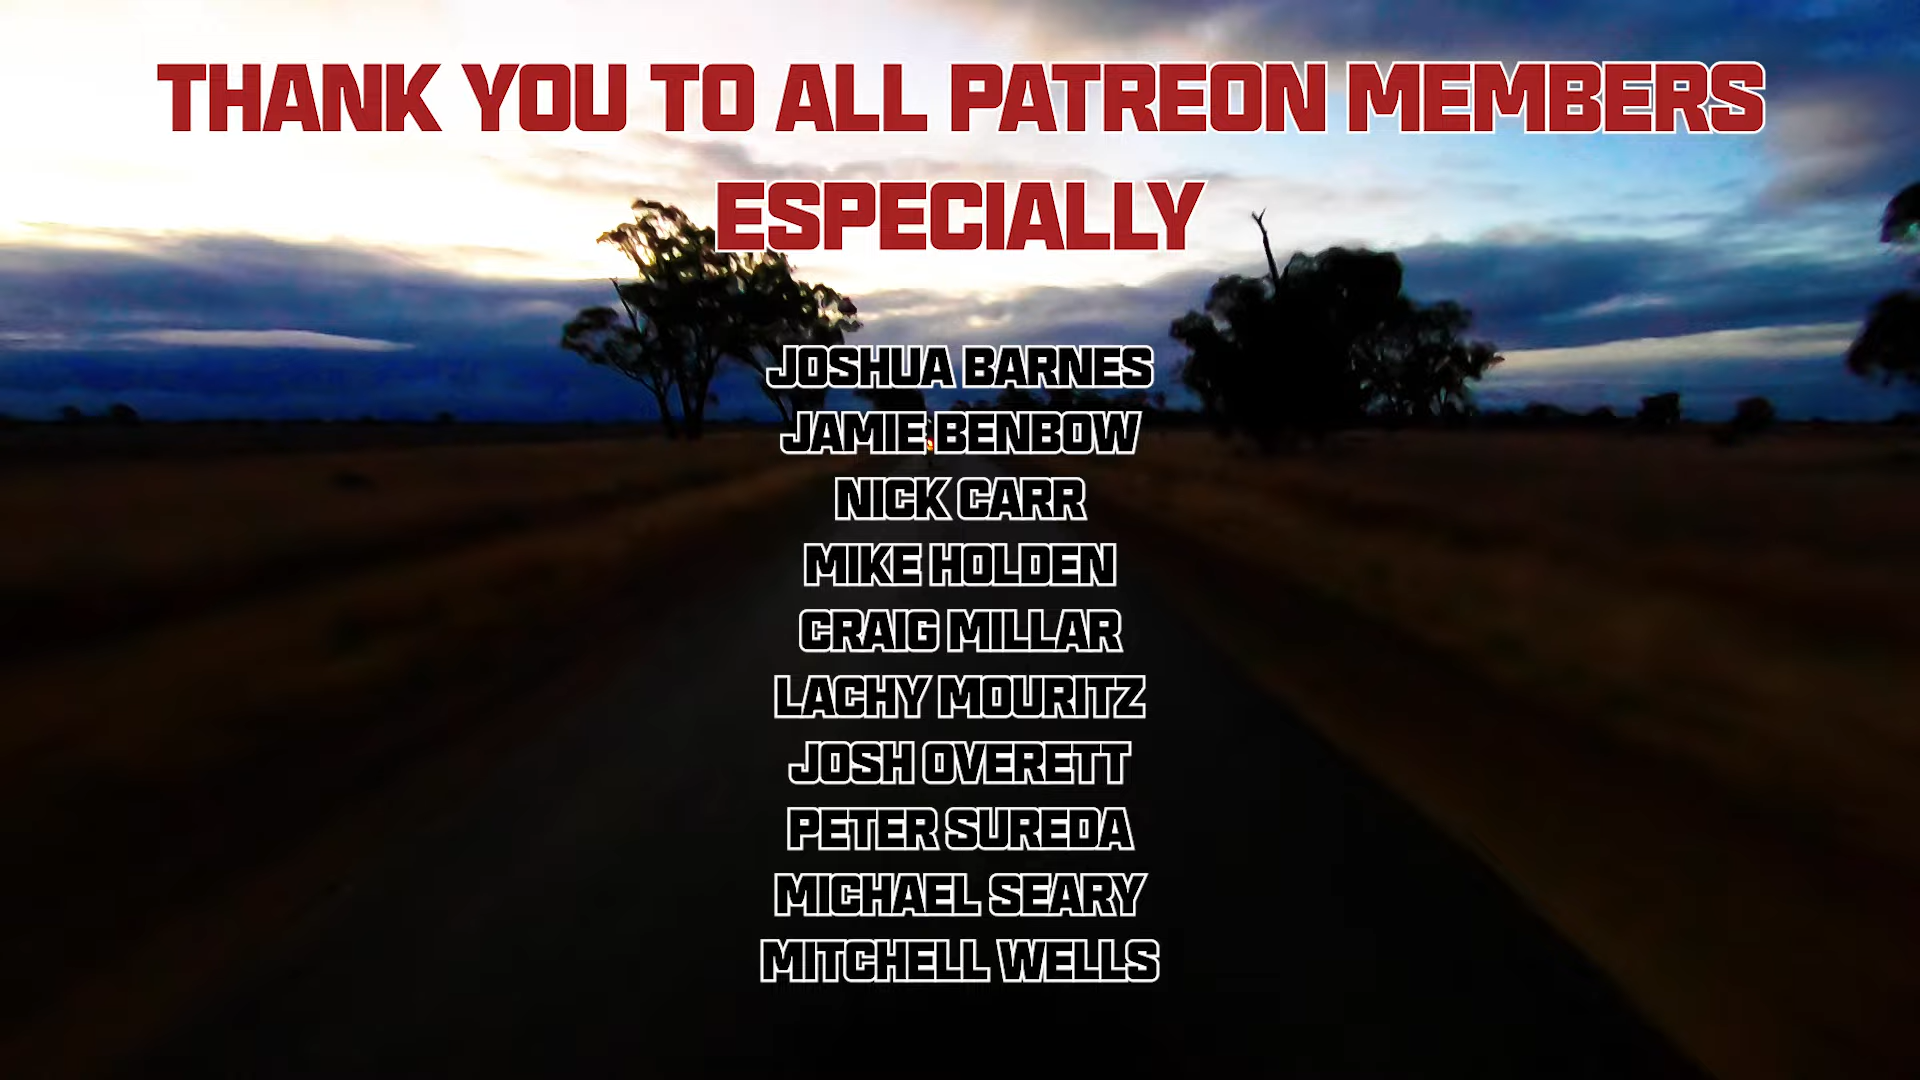 THANK YOU TO ALL PATREON MEMBERS
ESPECIALLY
JOSHUA BARNES
JAMIE BENBOW
NICK CARR
MIKE HOLDEN
CRAIG MILLAR
LACHY MOURITZ
JOSH OVERETT
PETER SUREDA
MICHAEL SEARY
MITCHELL WELLS